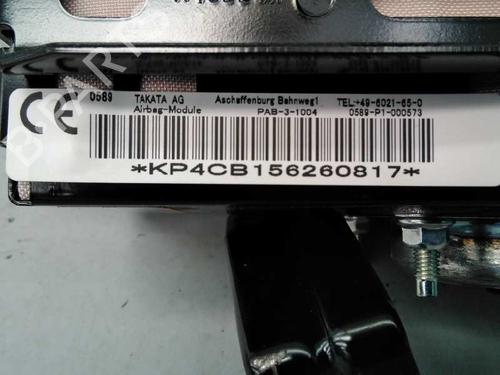 CE 0589 TAKATA AG Aschaffenburg Bahnweg1 TEL:+49-6021-65-0
Airbag-Module PAB-3-1004 0589-P1-000573
*KP4CB156260817*